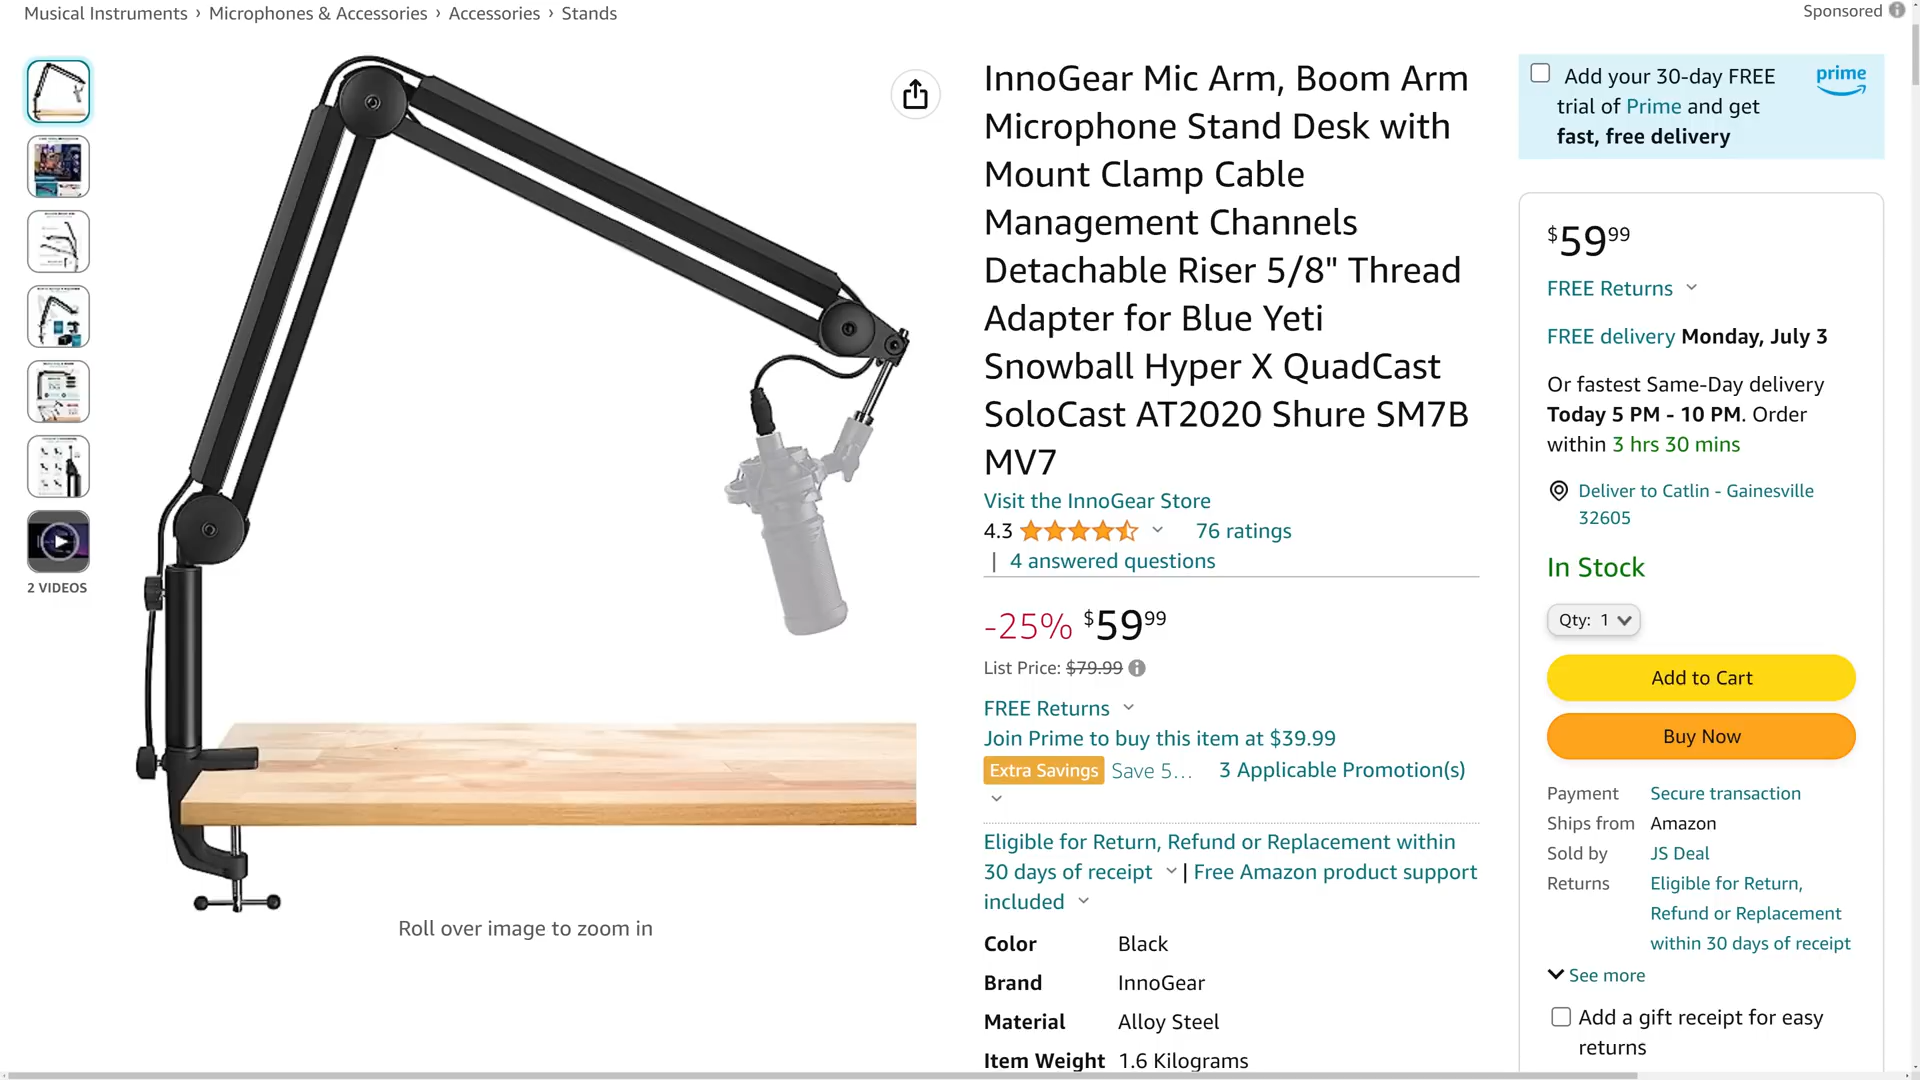 Musical Instruments › Microphones & Accessories › Accessories › Stands
Sponsored
2 VIDEOS
Roll over image to zoom in
InnoGear Mic Arm, Boom Arm
Microphone Stand Desk with
Mount Clamp Cable
Management Channels
Detachable Riser 5/8" Thread
Adapter for Blue Yeti
Snowball Hyper X QuadCast
SoloCast AT2020 Shure SM7B
MV7
Visit the InnoGear Store
4.3 76 ratings
| 4 answered questions
-25% $59 99
List Price: $79.99
FREE Returns
Join Prime to buy this item at $39.99
Extra Savings Save 5… 3 Applicable Promotion(s)
Eligible for Return, Refund or Replacement within
30 days of receipt | Free Amazon product support
included
Color Black
Brand InnoGear
Material Alloy Steel
Item Weight 1.6 Kilograms
Add your 30-day FREE
trial of Prime and get
fast, free delivery
prime
$59 99
FREE Returns
FREE delivery Monday, July 3
Or fastest Same-Day delivery
Today 5 PM - 10 PM. Order
within 3 hrs 30 mins
Deliver to Catlin - Gainesville
32605
In Stock
Qty: 1
Add to Cart
Buy Now
Payment Secure transaction
Ships from Amazon
Sold by JS Deal
Returns Eligible for Return,
Refund or Replacement
within 30 days of receipt
See more
Add a gift receipt for easy
returns